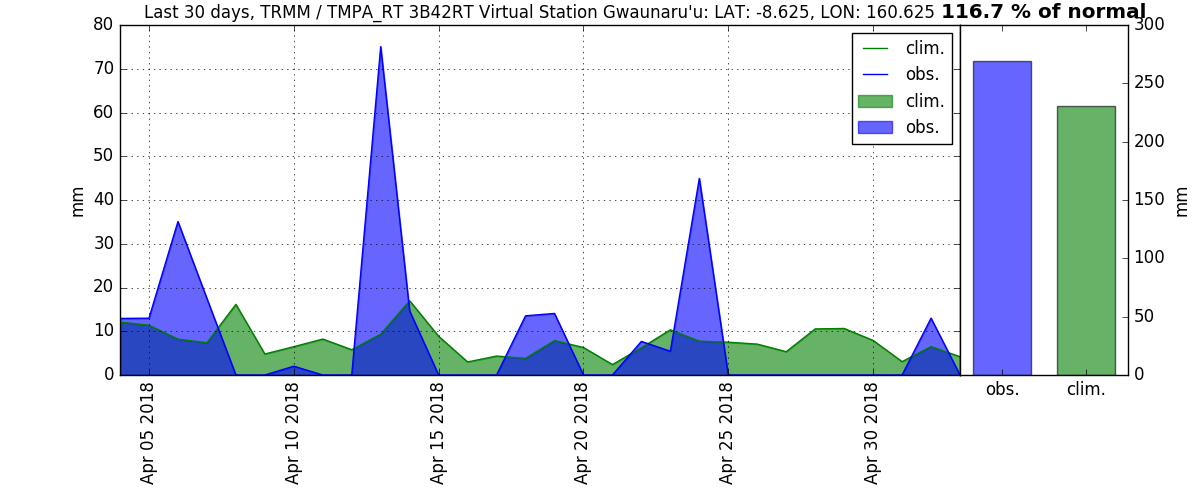 Last 30 days, TRMM / TMPA_RT 3B42RT Virtual Station Gwaunaru'u: LAT: -8.625, LON: 160.625 116.7 % of normal
80
70
60
50
40
30
20
10
0
mm
clim.
obs.
clim.
obs.
300
250
200
150
100
50
0
mm
obs. clim.
Apr 05 2018
Apr 10 2018
Apr 15 2018
Apr 20 2018
Apr 25 2018
Apr 30 2018